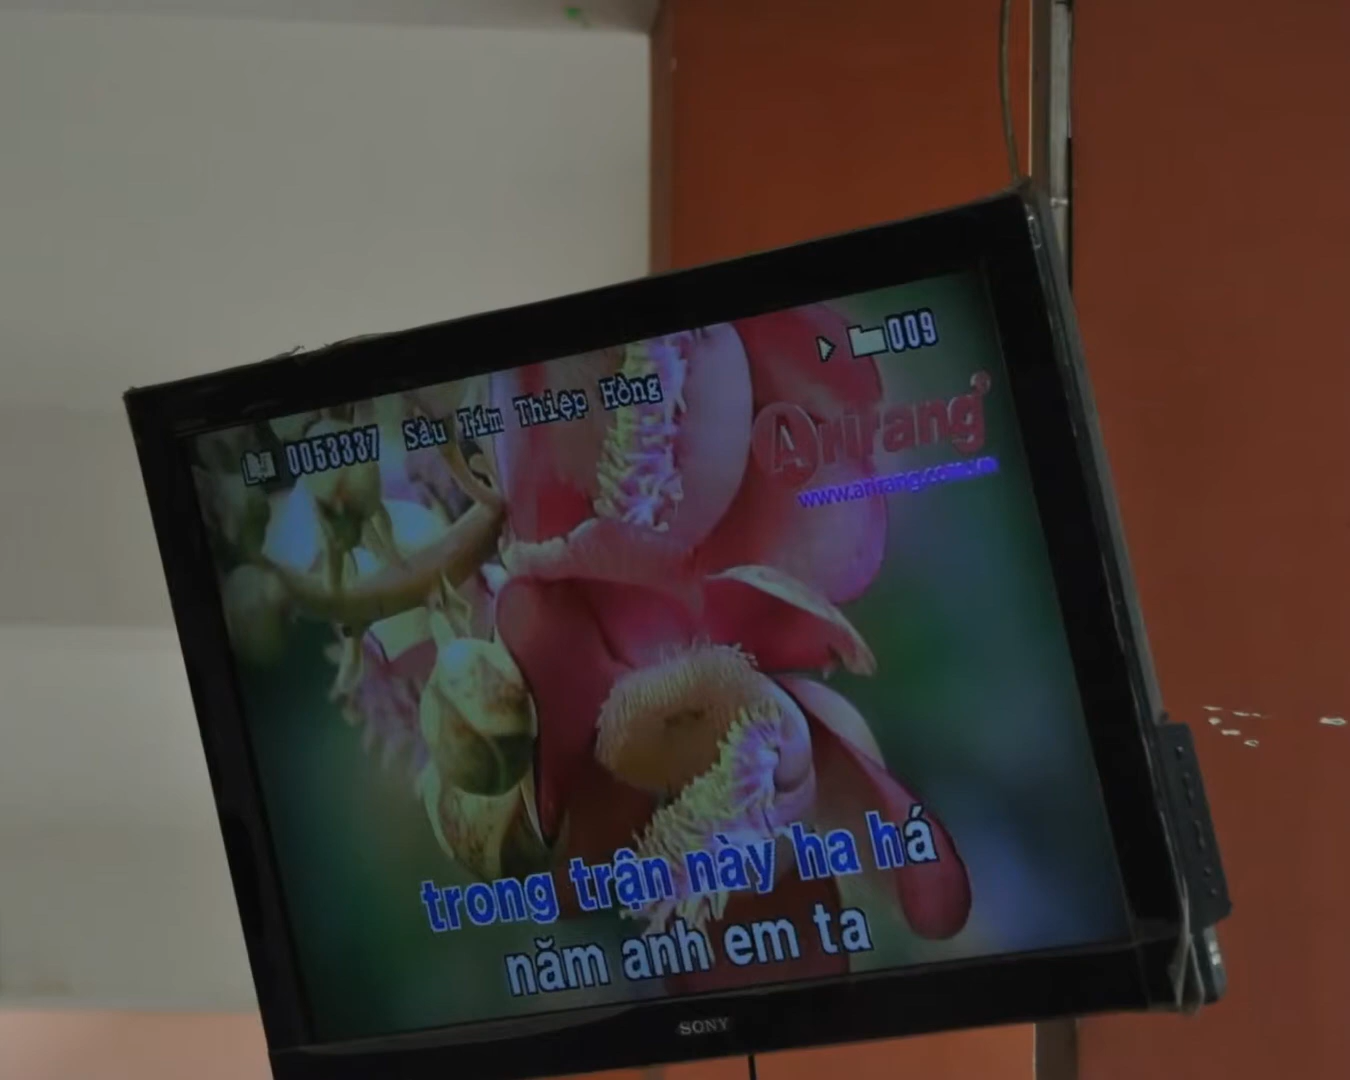 009
0053337 Sầu Tím Thiệp Hồng
Arirang
www.arirang.com.vn
trong trận này ha há
năm anh em ta
SONY